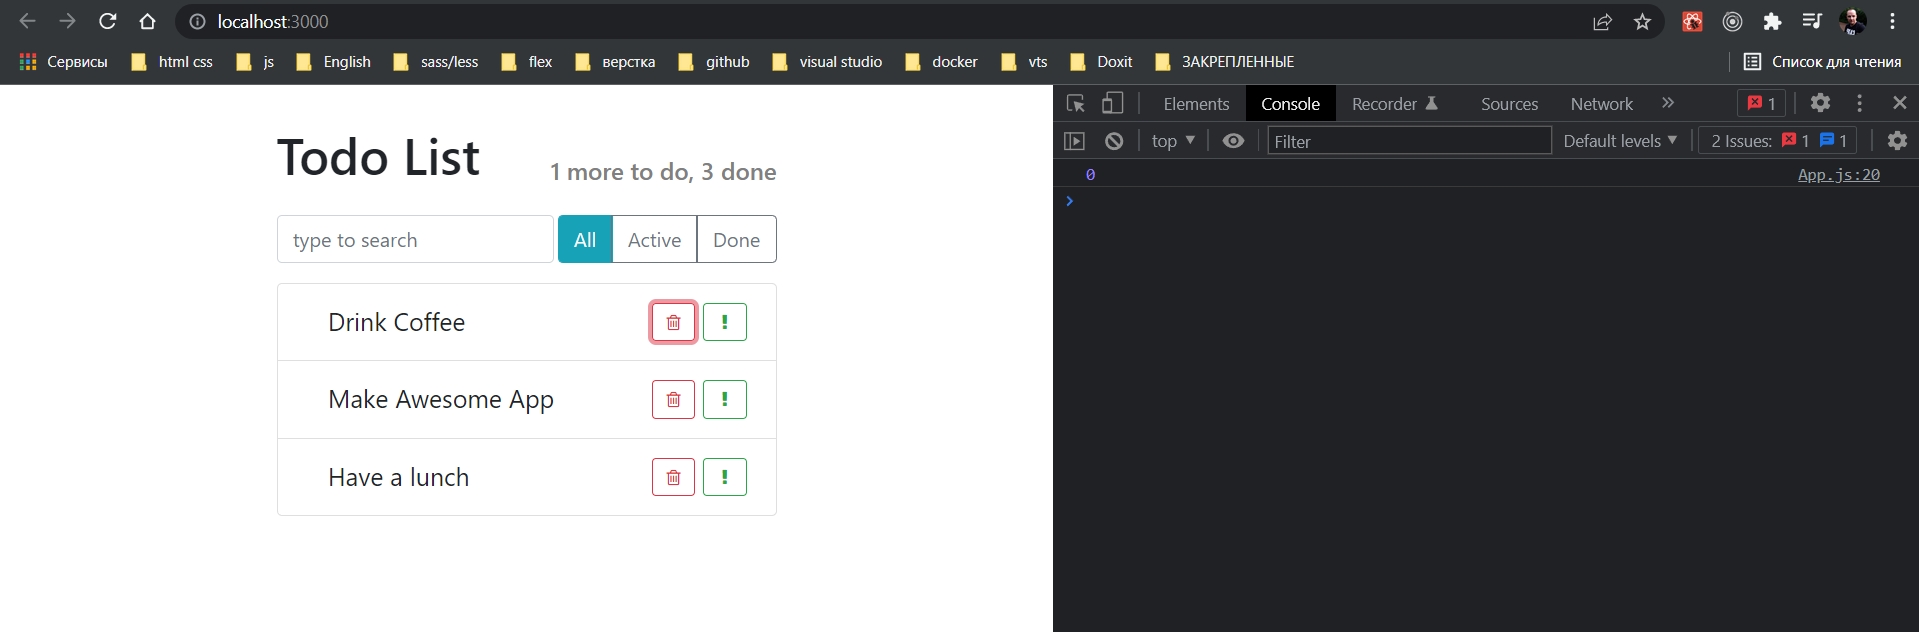 localhost:3000
Сервисы html css js English sass/less flex верстка github visual studio docker vts Doxit ЗАКРЕПЛЕННЫЕ Список для чтения
Elements Console Recorder Sources Network » 1
top ▼ Filter Default levels ▼ 2 Issues: 1 1
0 App.js:20
›
Todo List 1 more to do, 3 done
type to search All Active Done
Drink Coffee
Make Awesome App
Have a lunch